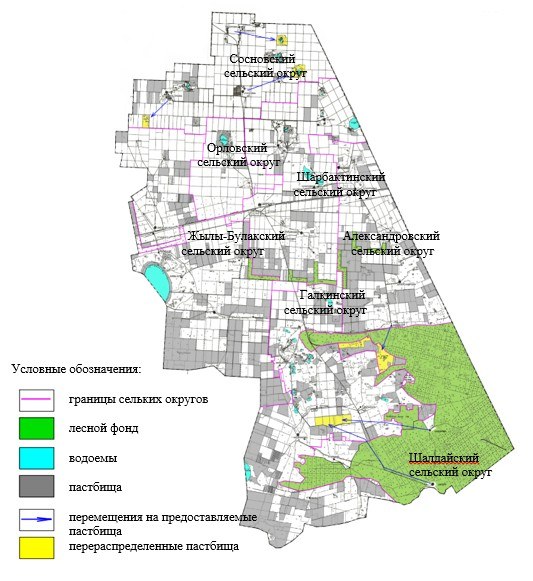 Сосновский
сельский округ
Орловский
сельский округ
Шарбактинский
сельский округ
Жылы-Булакский
сельский округ
Александровский
сельский округ
Галкинский
сельский округ
Условные обозначения:
границы сельких округов
лесной фонд
водоемы
пастбища
перемещения на предоставляемые
пастбища
перераспределенные пастбища
Шалдайский
сельский округ